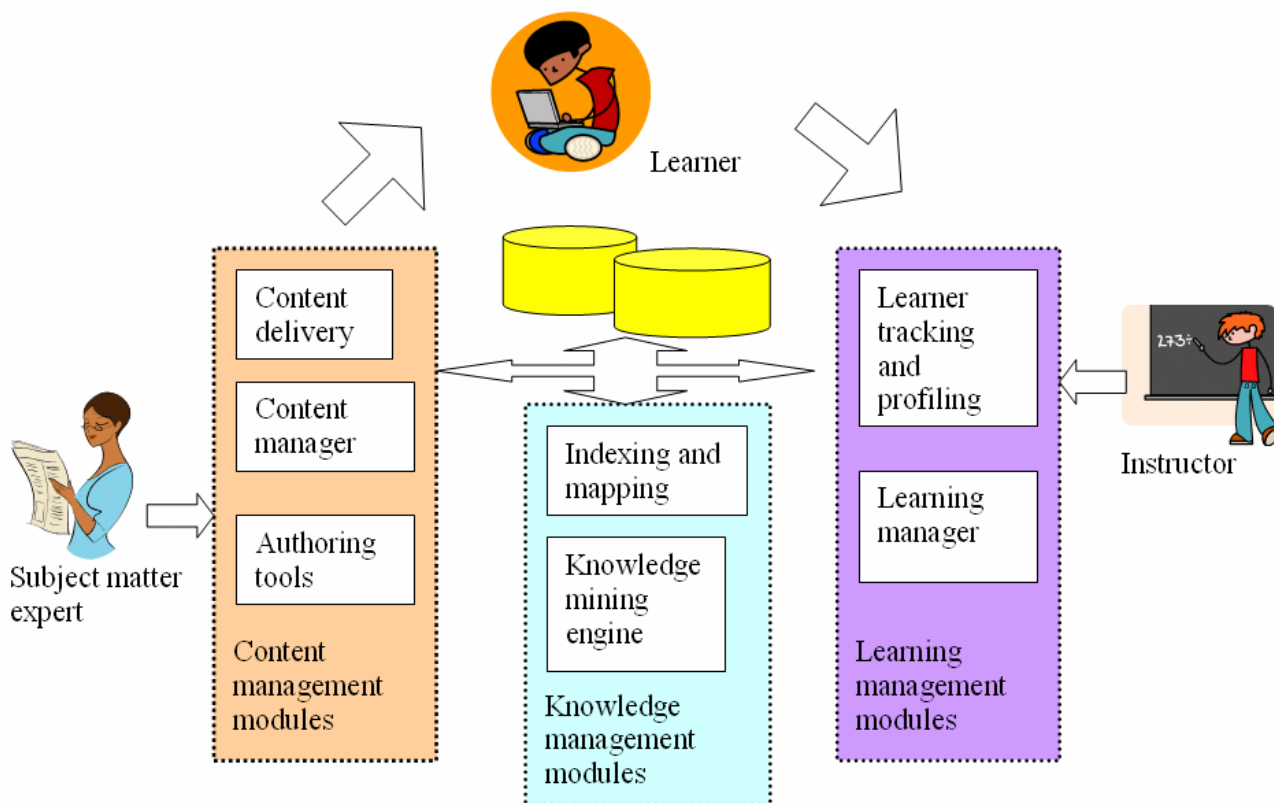 Learner
Content
delivery
Content
manager
Authoring
tools
Content
management
modules
Subject matter
expert
Indexing and
mapping
Knowledge
mining
engine
Knowledge
management
modules
Learner
tracking
and
profiling
Learning
manager
Learning
management
modules
273÷
Instructor